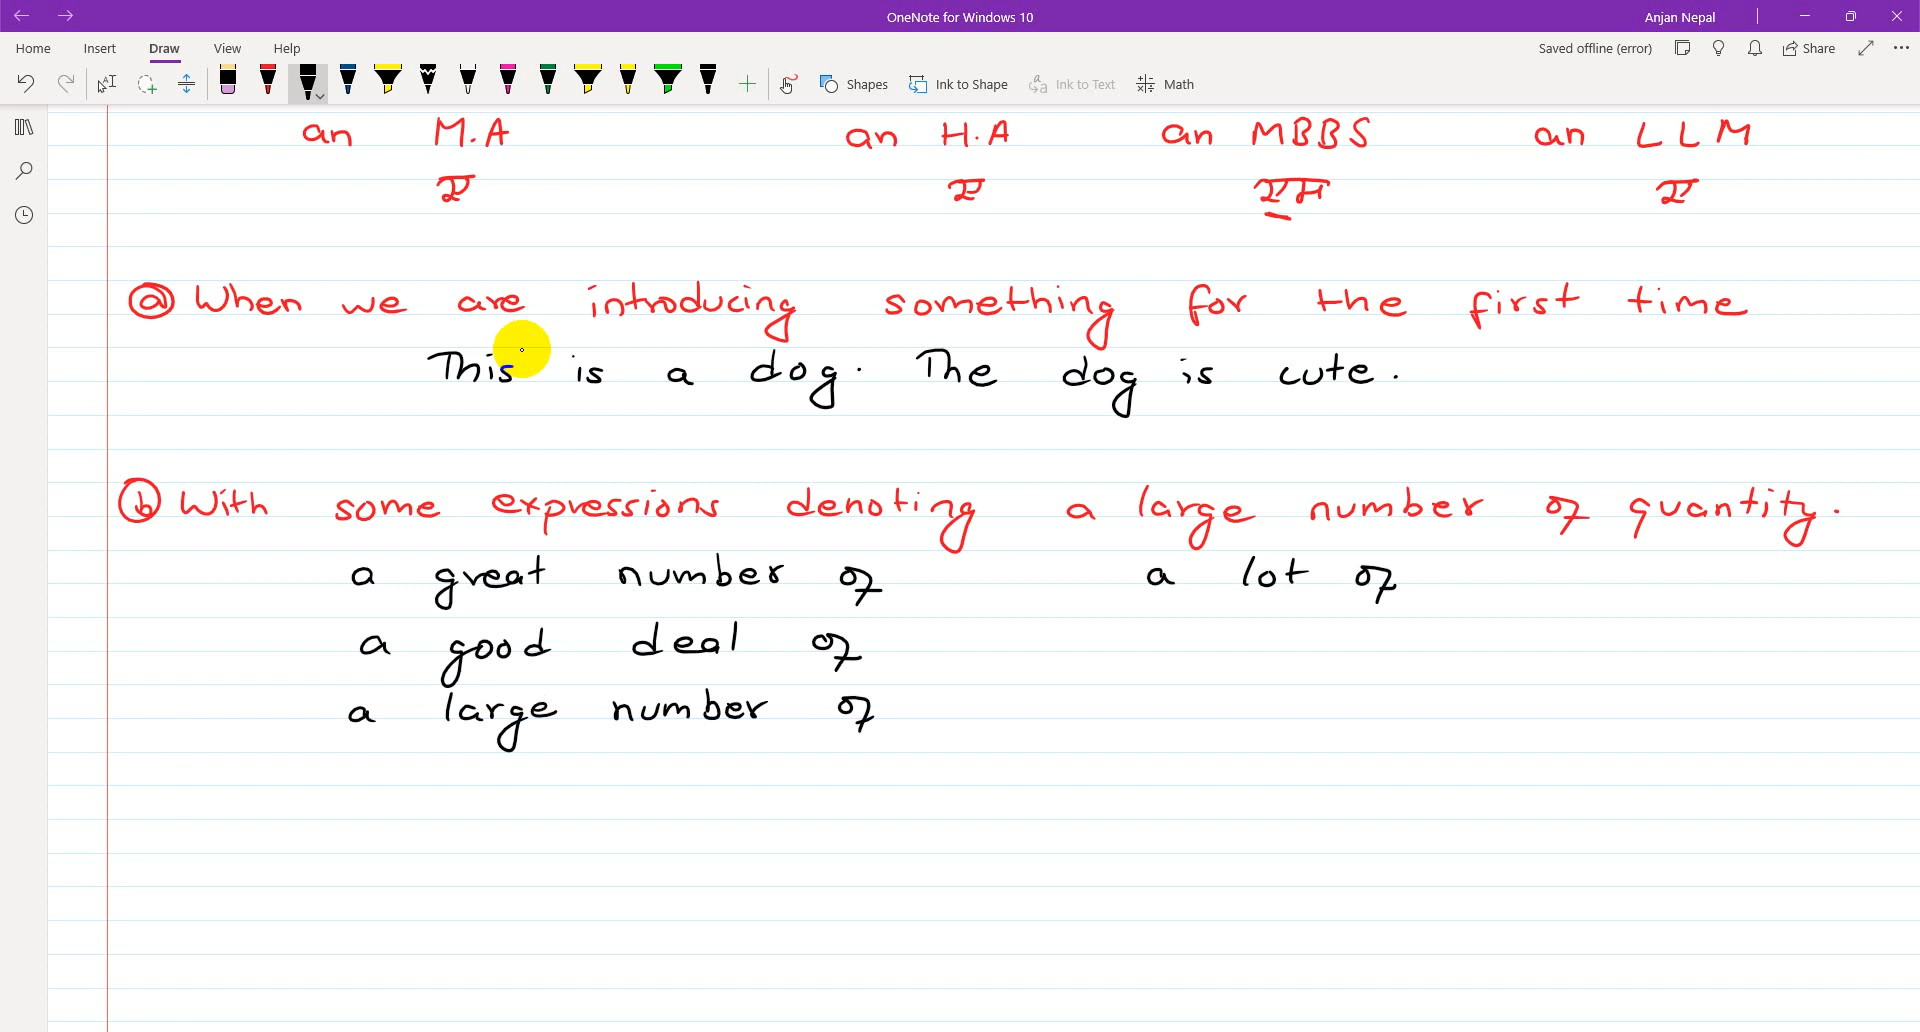 OneNote for Windows 10
Anjan Nepal
Home Insert Draw View Help
Saved offline (error) Share
Shapes Ink to Shape Ink to Text Math
an M.A an H.A an MBBS an LLM
ए ए एम ए
ⓐ When we are introducing something for the first time
This is a dog. The dog is cute.
ⓑ With some expressions denoting a large number of quantity.
a great number of a lot of
a good deal of
a large number of